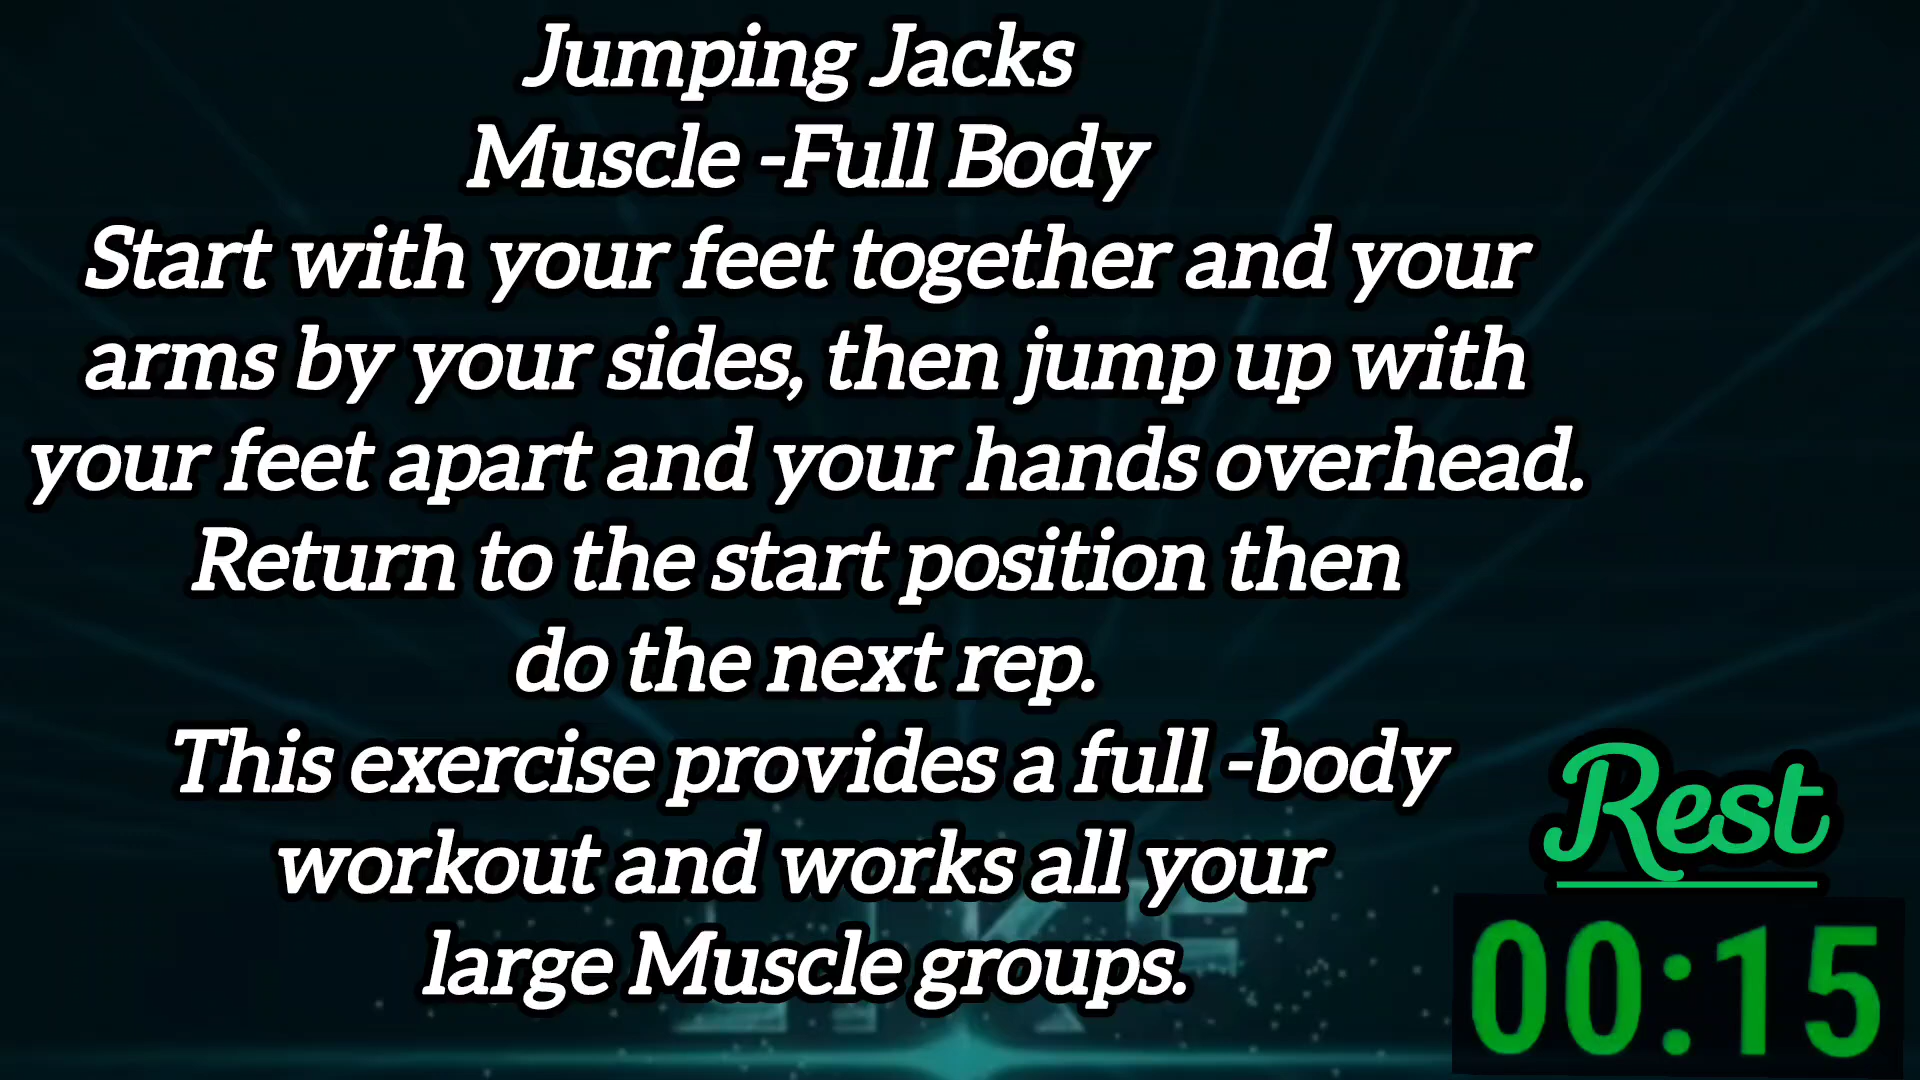 Jumping Jacks
Muscle -Full Body
Start with your feet together and your
arms by your sides, then jump up with
your feet apart and your hands overhead.
Return to the start position then
do the next rep.
This exercise provides a full -body
workout and works all your
large Muscle groups.
Rest
00:15
LIKE